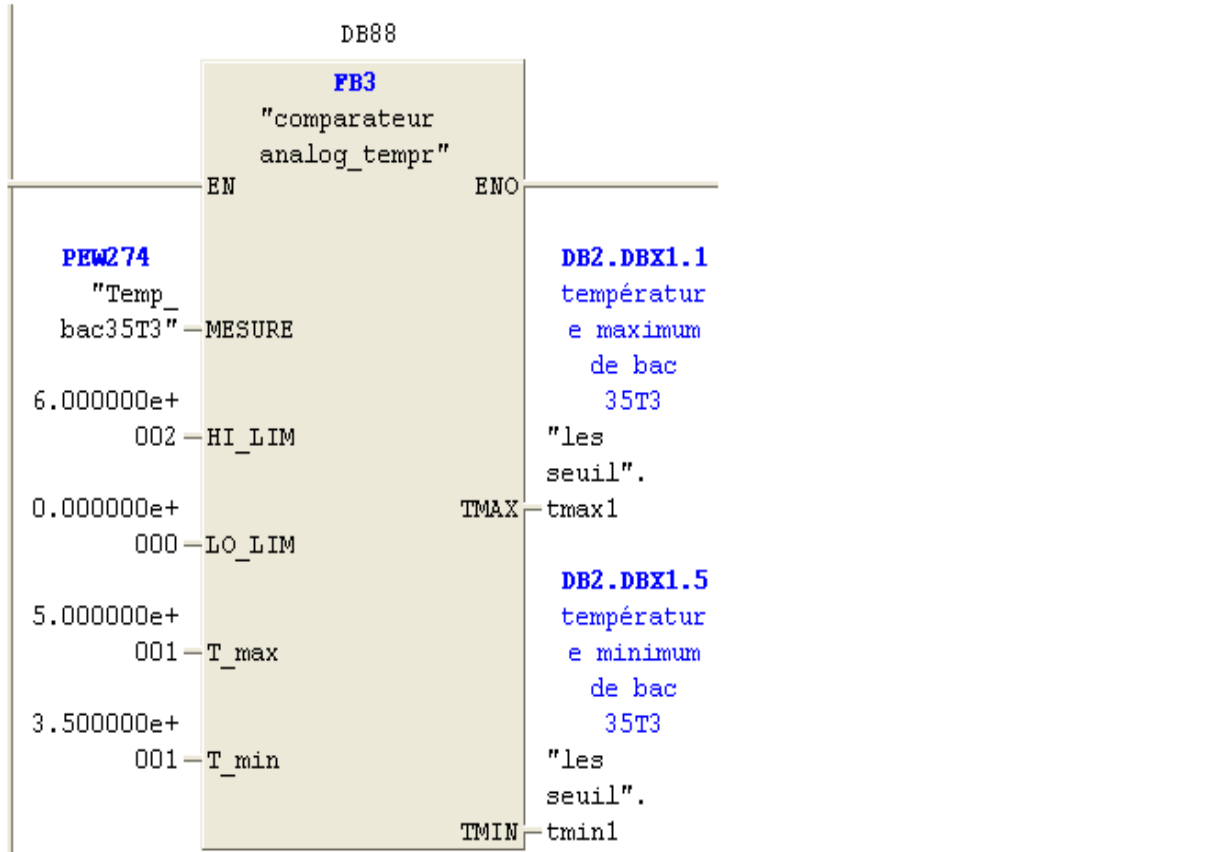 DB88
FB3
"comparateur
analog_tempr"
EN
ENO
PEW274
"Temp_
bac35T3"
MESURE
6.000000e+
002
HI_LIM
0.000000e+
000
LO_LIM
5.000000e+
001
T_max
3.500000e+
001
T_min
DB2.DBX1.1
températur
e maximum
de bac
35T3
"les
seuil".
TMAX
tmax1
DB2.DBX1.5
températur
e minimum
de bac
35T3
"les
seuil".
TMIN
tmin1